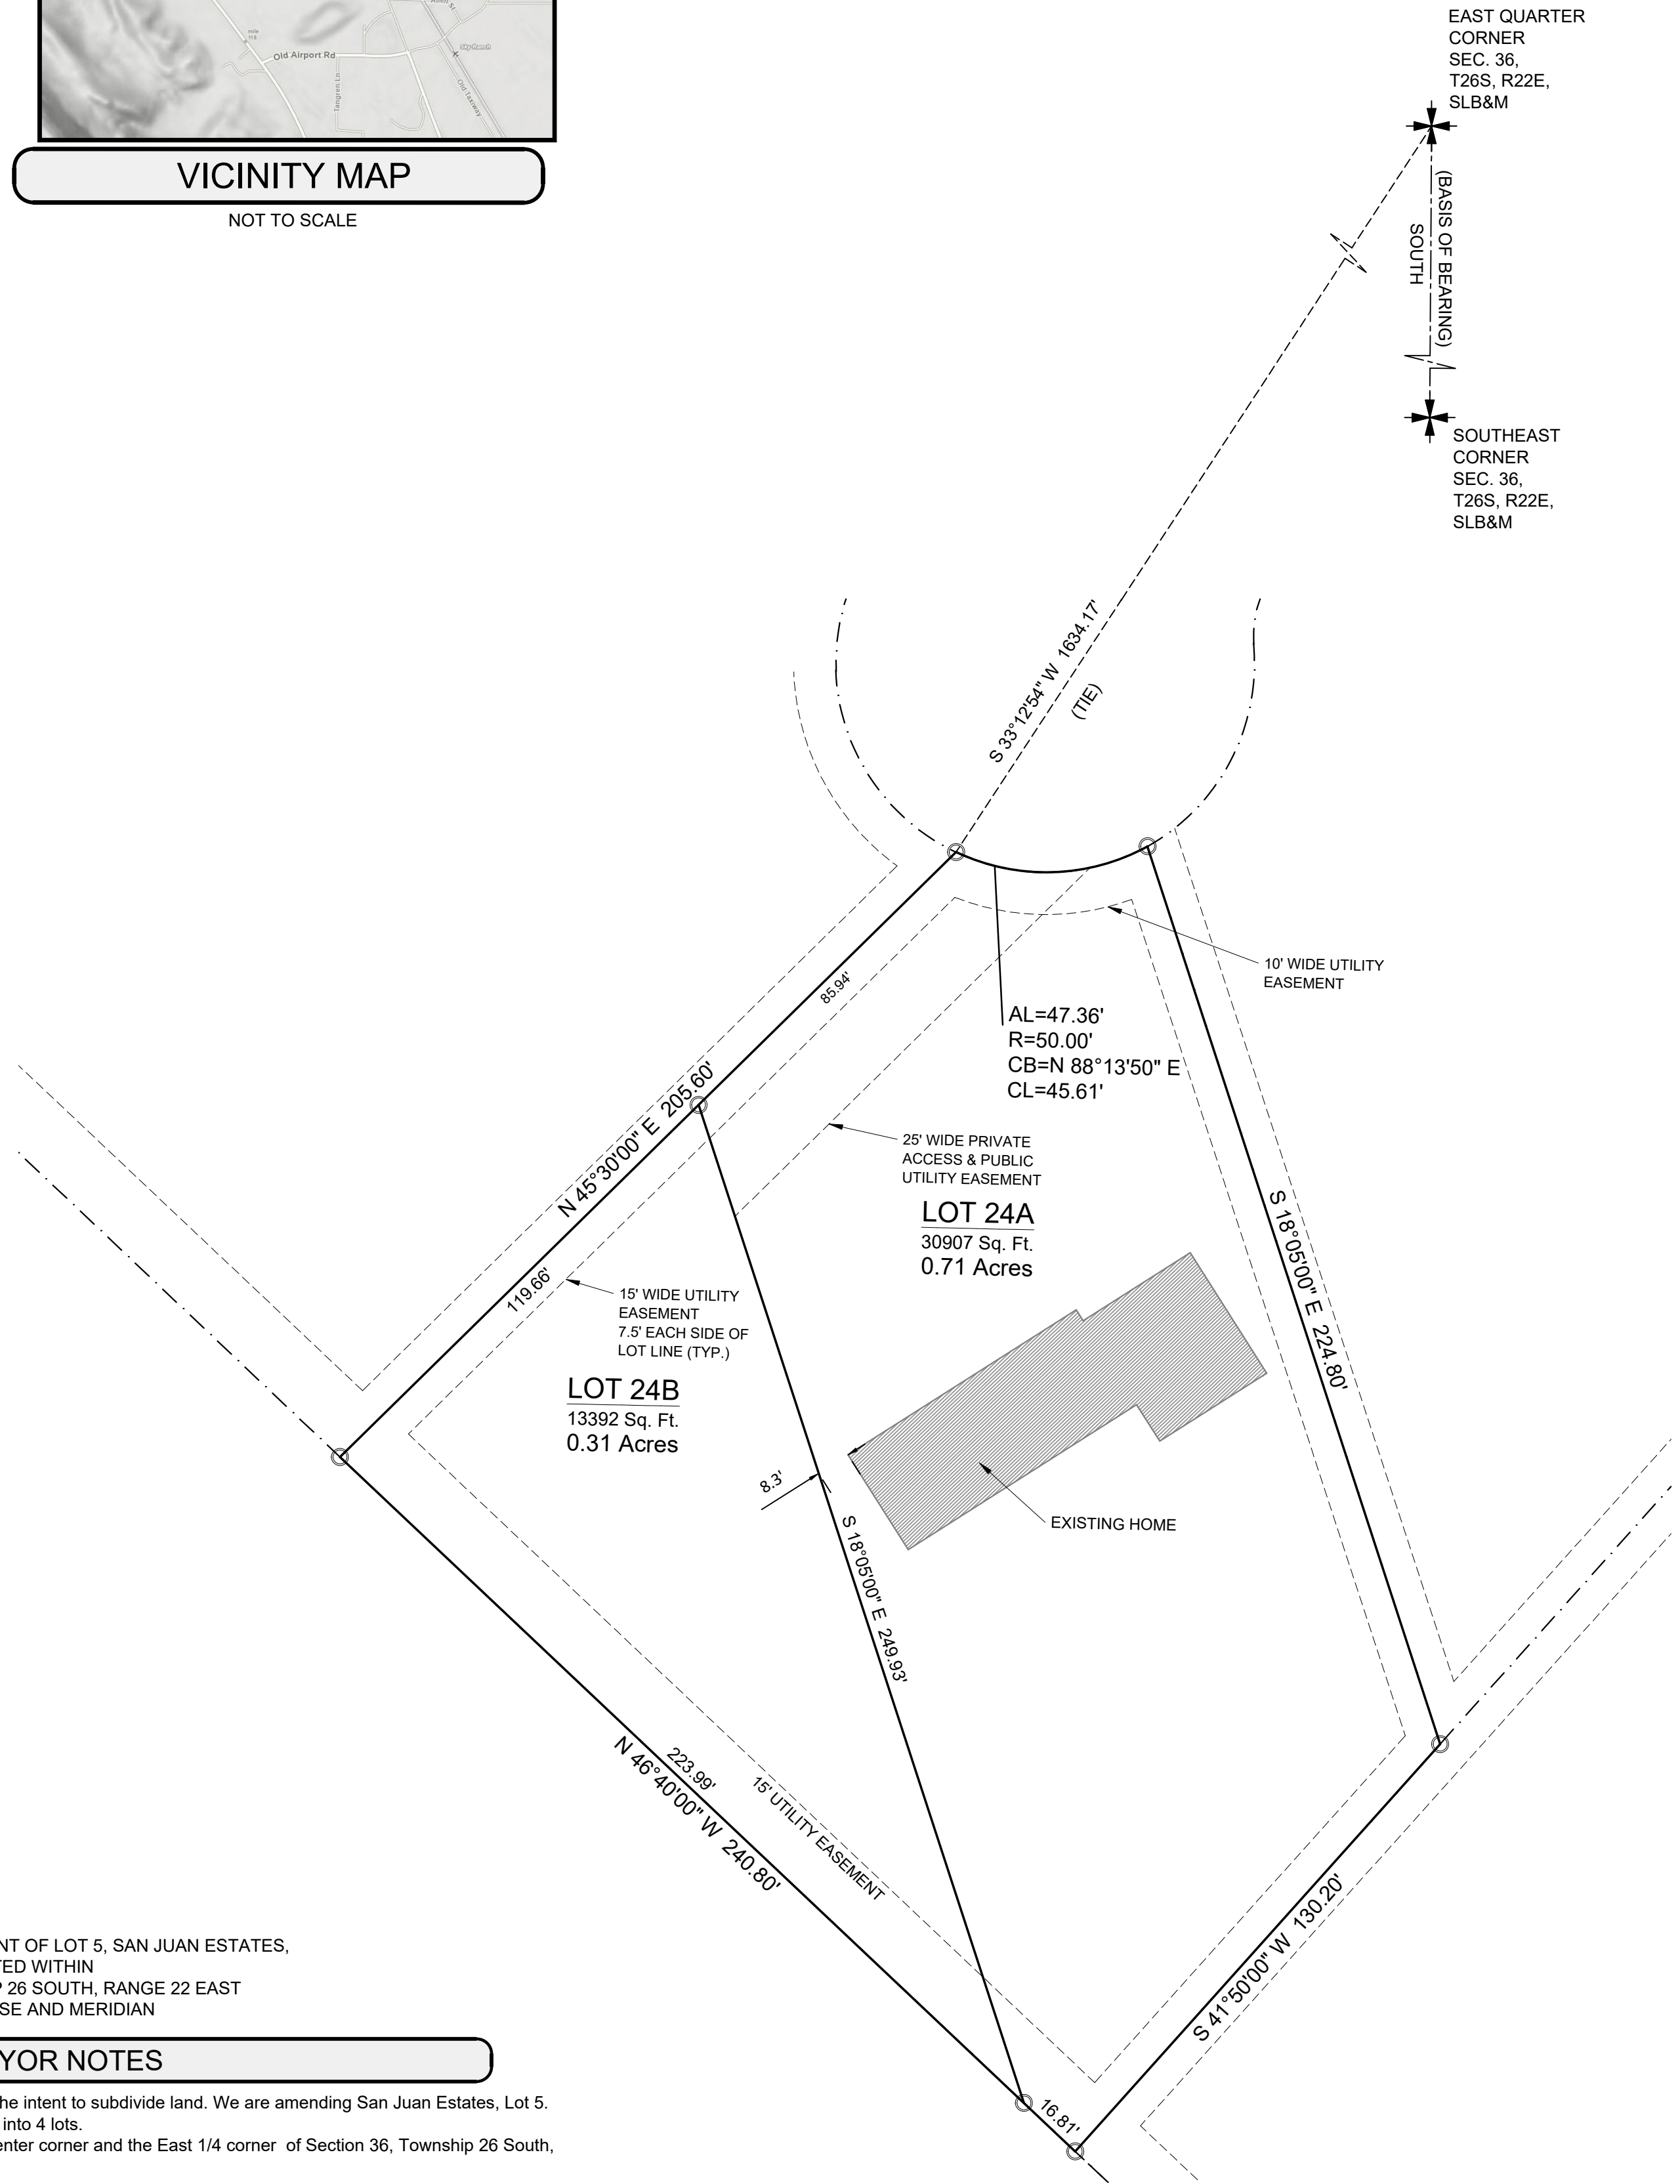 Old Airport Rd
Tangren Ln
Old Taxiway
Sky Ranch
mile
118
VICINITY MAP
NOT TO SCALE
EAST QUARTER
CORNER
SEC. 36,
T26S, R22E,
SLB&M
(BASIS OF BEARING)
SOUTH
SOUTHEAST
CORNER
SEC. 36,
T26S, R22E,
SLB&M
S 33°12'54" W 1634.17'
(TIE)
10' WIDE UTILITY
EASEMENT
85.94'
AL=47.36'
R=50.00'
CB=N 88°13'50" E
CL=45.61'
N 45°30'00" E 205.60'
25' WIDE PRIVATE
ACCESS & PUBLIC
UTILITY EASEMENT
LOT 24A
30907 Sq. Ft.
0.71 Acres
S 18°05'00" E 224.80'
119.66'
15' WIDE UTILITY
EASEMENT
7.5' EACH SIDE OF
LOT LINE (TYP.)
LOT 24B
13392 Sq. Ft.
0.31 Acres
8.3'
EXISTING HOME
S 18°05'00" E 249.93'
223.99'
N 46°40'00" W 240.80'
15' UTILITY EASEMENT
S 41°50'00" W 130.20'
16.81'
NT OF LOT 5, SAN JUAN ESTATES,
TED WITHIN
P 26 SOUTH, RANGE 22 EAST
SE AND MERIDIAN
YOR NOTES
he intent to subdivide land. We are amending San Juan Estates, Lot 5.
into 4 lots.
enter corner and the East 1/4 corner of Section 36, Township 26 South,